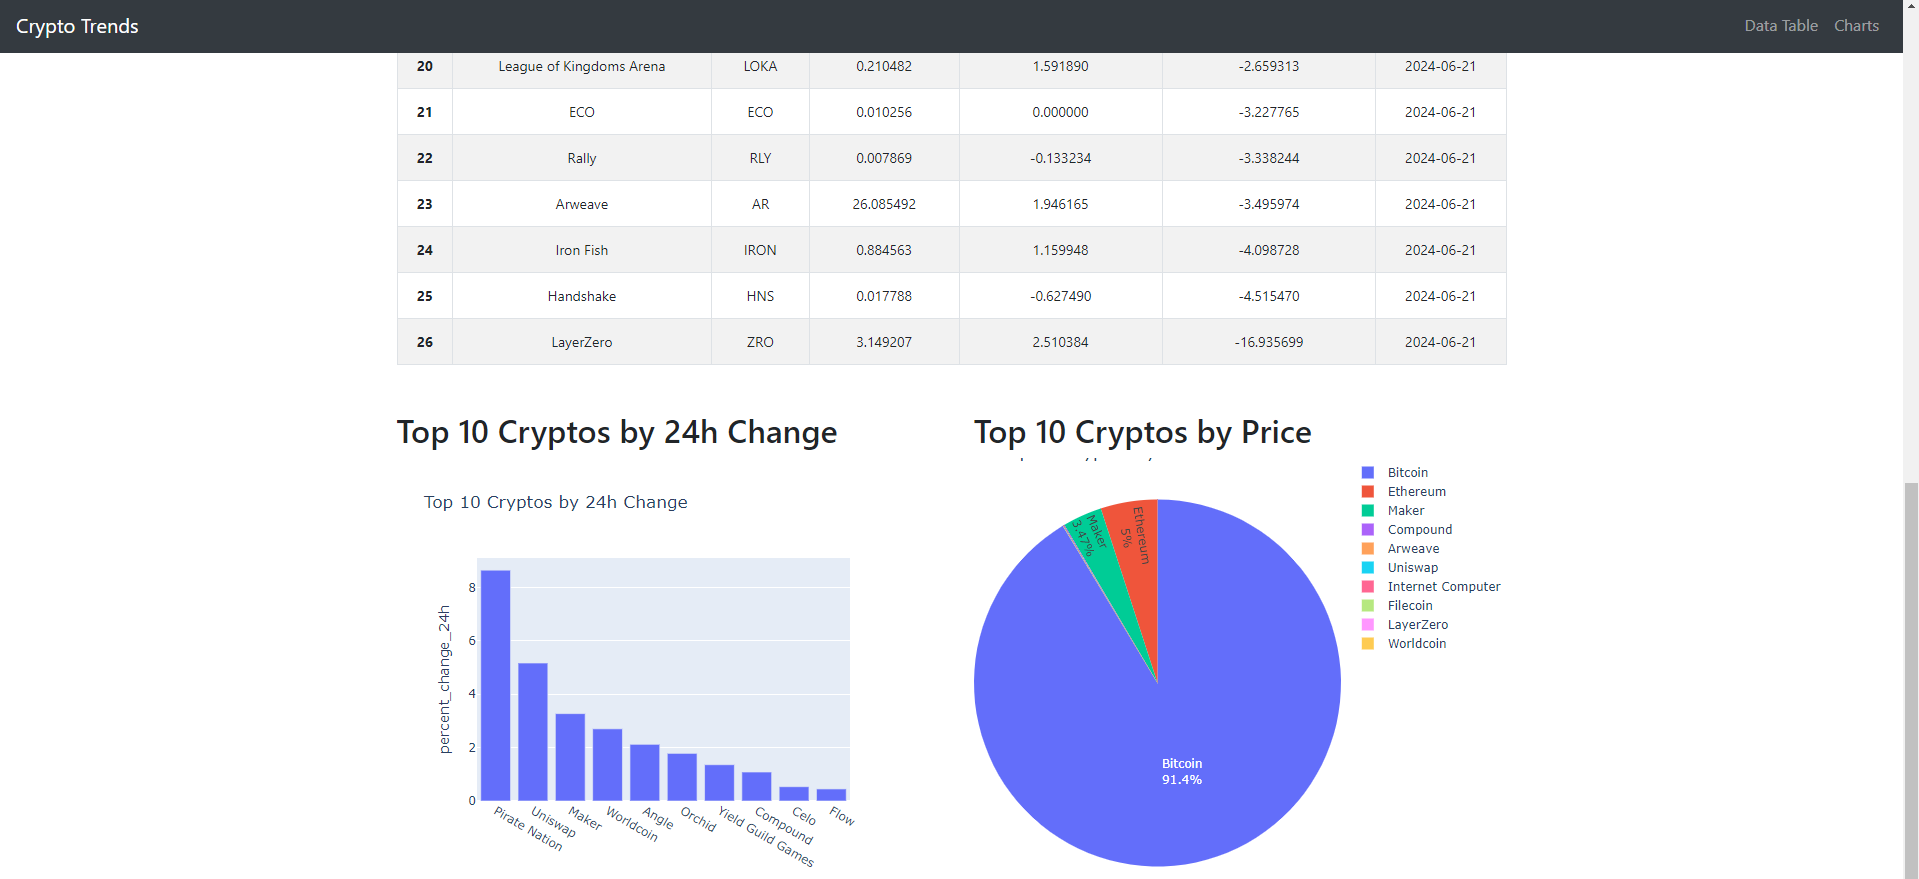 Crypto Trends Data Table Charts
20 League of Kingdoms Arena LOKA 0.210482 1.591890 -2.659313 2024-06-21
21 ECO ECO 0.010256 0.000000 -3.227765 2024-06-21
22 Rally RLY 0.007869 -0.133234 -3.338244 2024-06-21
23 Arweave AR 26.085492 1.946165 -3.495974 2024-06-21
24 Iron Fish IRON 0.884563 1.159948 -4.098728 2024-06-21
25 Handshake HNS 0.017788 -0.627490 -4.515470 2024-06-21
26 LayerZero ZRO 3.149207 2.510384 -16.935699 2024-06-21
Top 10 Cryptos by 24h Change
Top 10 Cryptos by 24h Change
percent_change_24h
8
6
4
2
0
Pirate Nation
Uniswap
Maker
Worldcoin
Angle
Orchid
Yield Guild Games
Compound
Celo
Flow
Top 10 Cryptos by Price
Maker
3.47%
Ethereum
5%
Bitcoin
91.4%
Bitcoin
Ethereum
Maker
Compound
Arweave
Uniswap
Internet Computer
Filecoin
LayerZero
Worldcoin